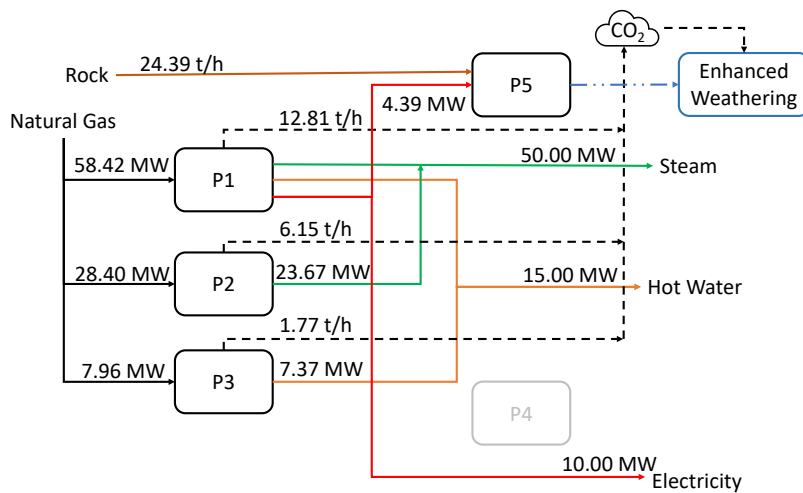 CO₂
Rock
24.39 t/h
P5
Enhanced
Weathering
4.39 MW
Natural Gas
12.81 t/h
58.42 MW
P1
50.00 MW
Steam
6.15 t/h
28.40 MW
P2
23.67 MW
15.00 MW
Hot Water
1.77 t/h
7.96 MW
P3
7.37 MW
P4
10.00 MW
Electricity